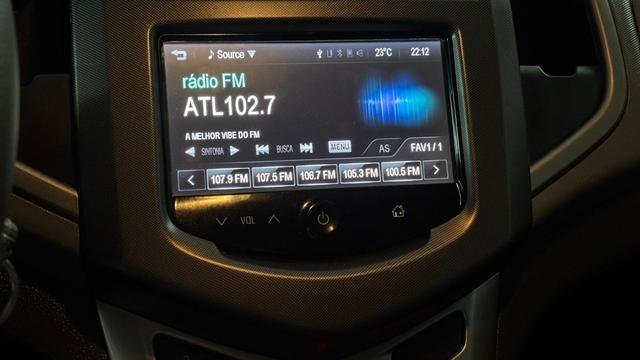 Source 23°C 22:12
rádio FM
ATL102.7
A MELHOR VIBE DO FM
SINTONIA BUSCA MENU AS FAV1/1
107.9 FM 107.5 FM 106.7 FM 105.3 FM 100.5 FM
VOL